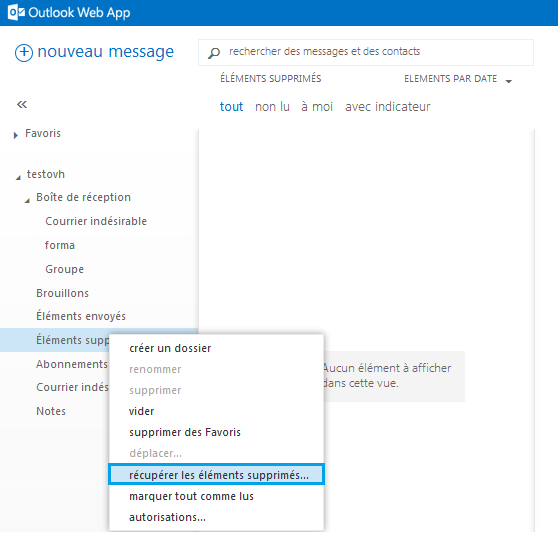 Outlook Web App
nouveau message
rechercher des messages et des contacts
ÉLÉMENTS SUPPRIMÉS
ELEMENTS PAR DATE
tout non lu à moi avec indicateur
Favoris
testovh
Boîte de réception
Courrier indésirable
forma
Groupe
Brouillons
Éléments envoyés
Éléments supp
Abonnements
Courrier indés
Notes
créer un dossier
renommer
supprimer
vider
supprimer des Favoris
déplacer...
récupérer les éléments supprimés...
marquer tout comme lus
autorisations...
Aucun élément à afficher
dans cette vue.